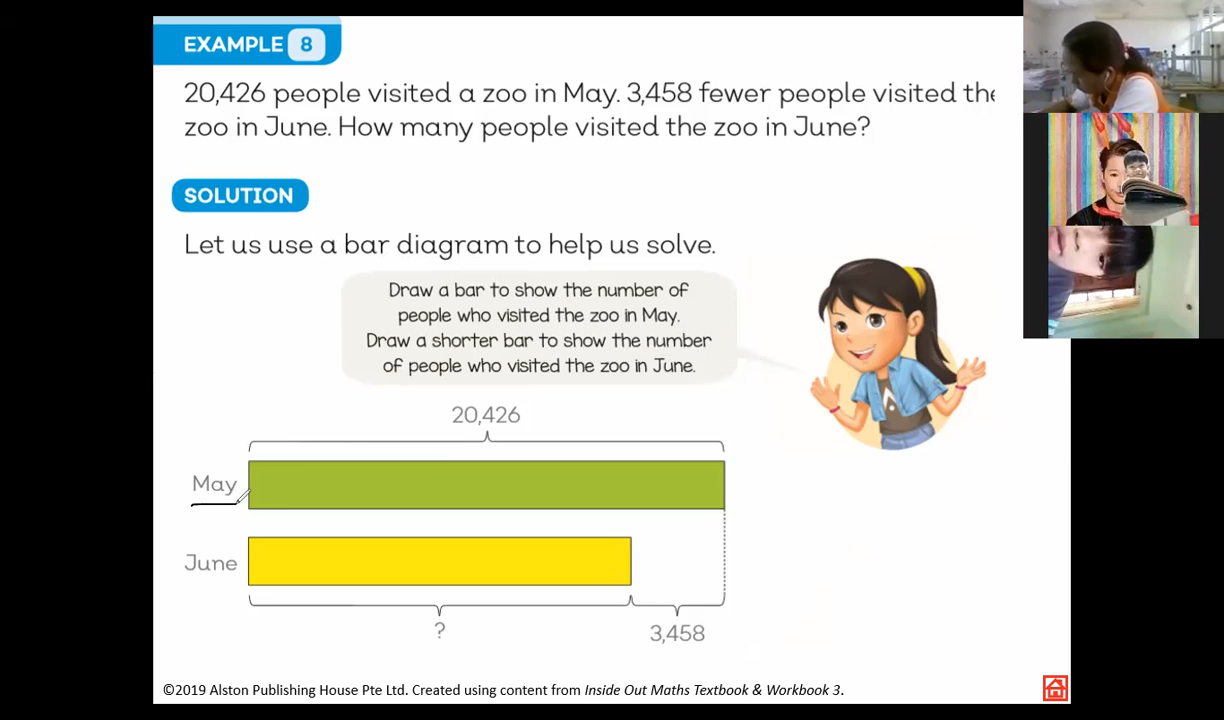 EXAMPLE 8
20,426 people visited a zoo in May. 3,458 fewer people visited the
zoo in June. How many people visited the zoo in June?
SOLUTION
Let us use a bar diagram to help us solve.
Draw a bar to show the number of
people who visited the zoo in May.
Draw a shorter bar to show the number
of people who visited the zoo in June.
20,426
May
June
?
3,458
©2019 Alston Publishing House Pte Ltd. Created using content from Inside Out Maths Textbook & Workbook 3.